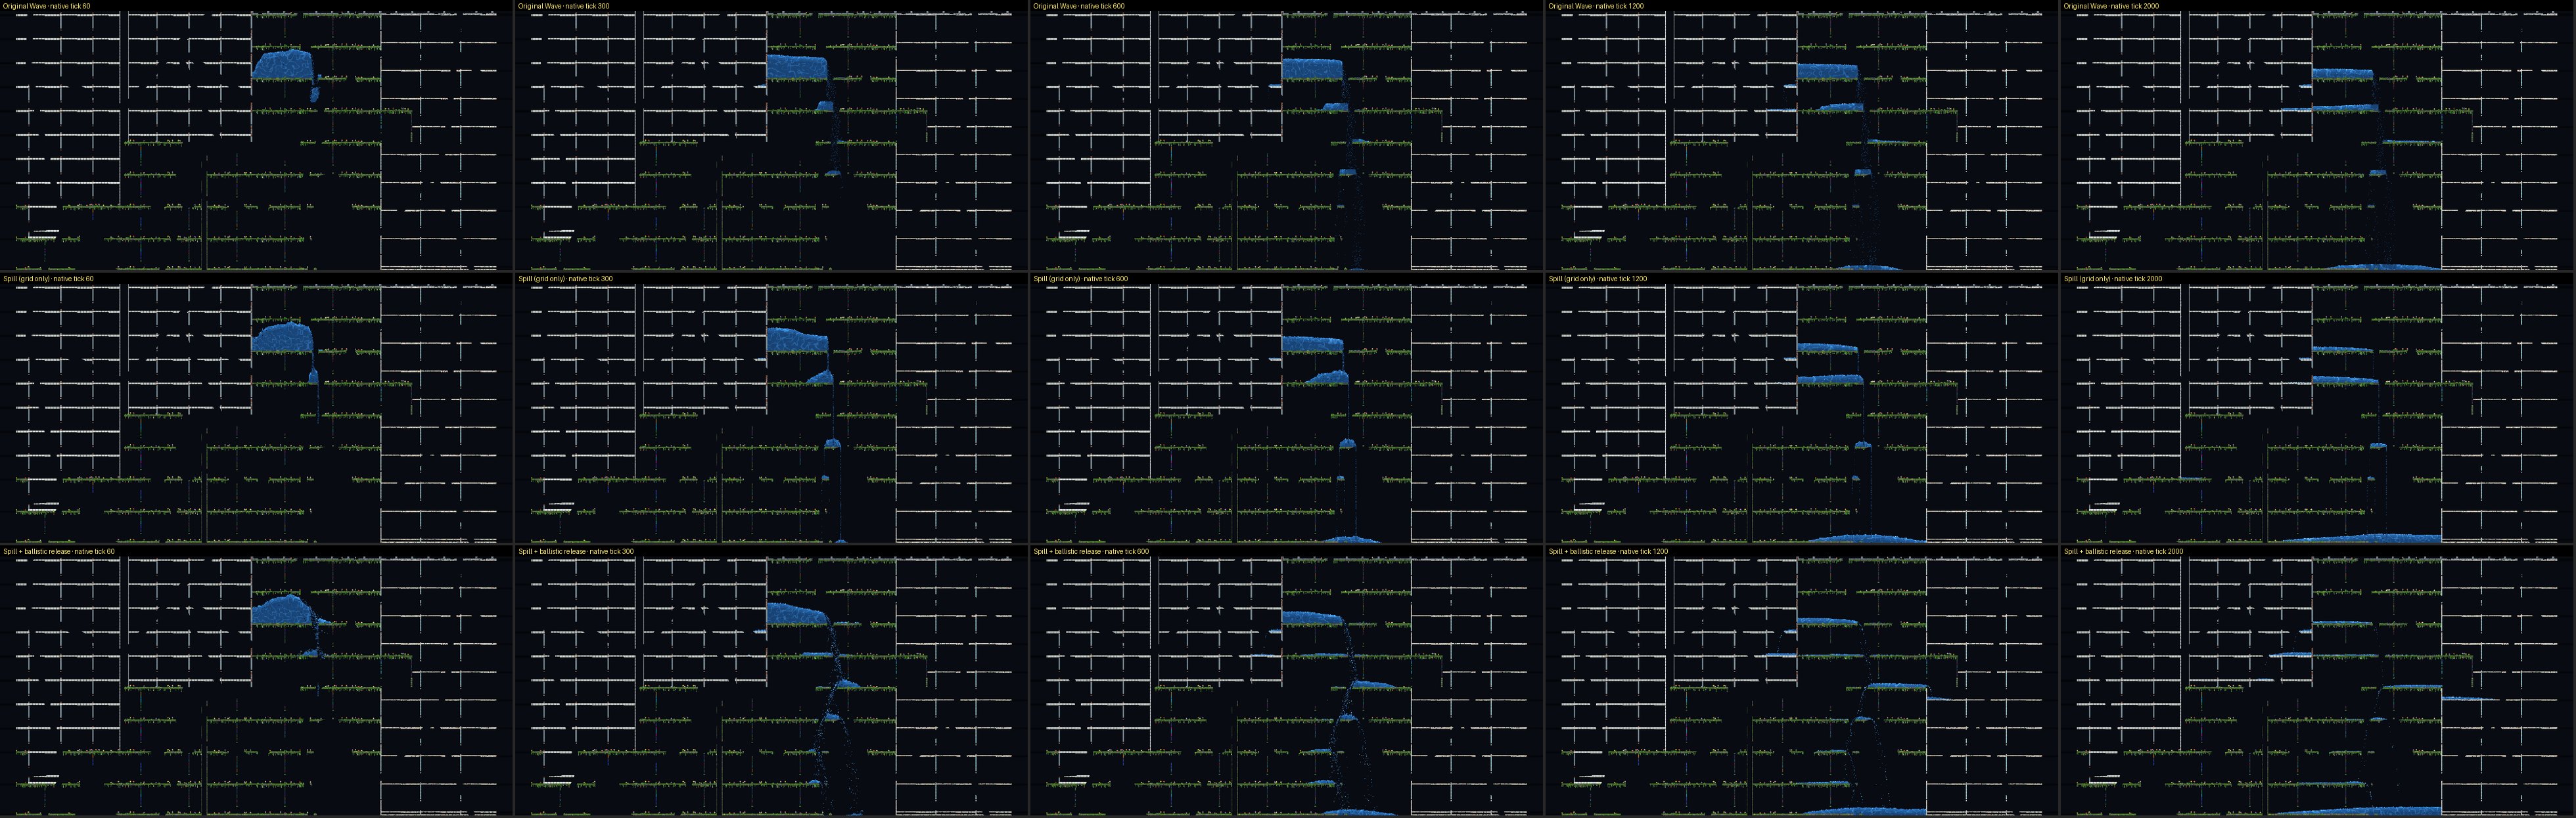 Original Wave · native tick 60
Original Wave · native tick 300
Original Wave · native tick 600
Original Wave · native tick 1200
Original Wave · native tick 2000
Spill (grid only) · native tick 60
Spill (grid only) · native tick 300
Spill (grid only) · native tick 600
Spill (grid only) · native tick 1200
Spill (grid only) · native tick 2000
Spill + ballistic release · native tick 60
Spill + ballistic release · native tick 300
Spill + ballistic release · native tick 600
Spill + ballistic release · native tick 1200
Spill + ballistic release · native tick 2000